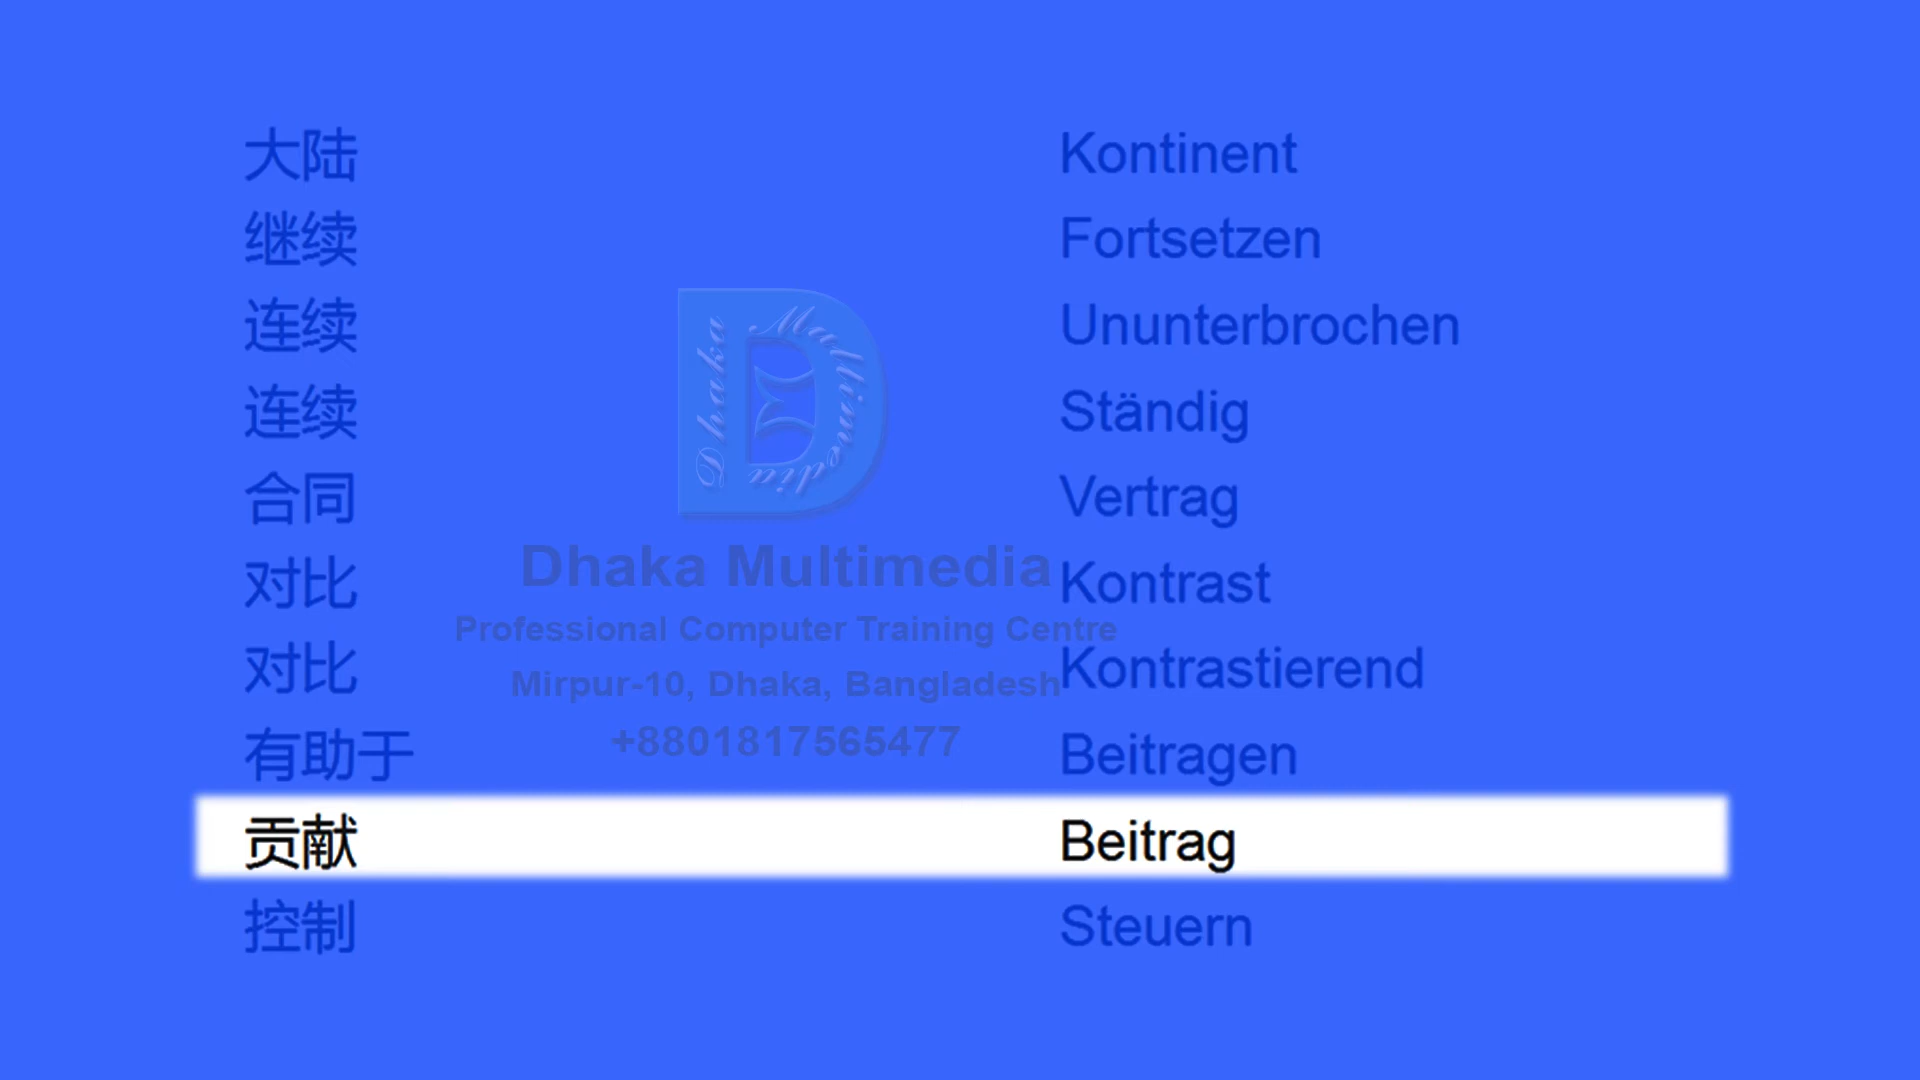 大陆 Kontinent
继续 Fortsetzen
连续 Ununterbrochen
连续 Ständig
合同 Vertrag
对比 Kontrast
对比 Kontrastierend
有助于 Beitragen
贡献 Beitrag
控制 Steuern
Dhaka Multimedia
Dhaka Multimedia
Professional Computer Training Centre
Mirpur-10, Dhaka, Bangladesh
+8801817565477